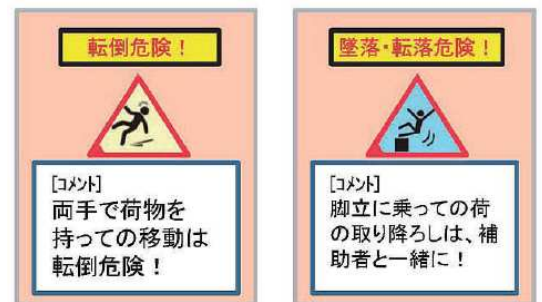 転倒危険！
[コメント]
両手で荷物を
持っての移動は
転倒危険！
墜落・転落危険！
[コメント]
脚立に乗っての荷
の取り降ろしは、補
助者と一緒に！